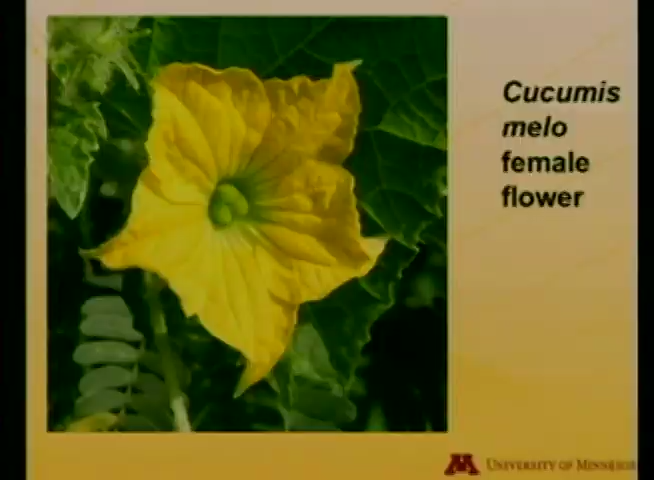 Cucumis
melo
female
flower
UNIVERSITY OF MINNESOTA